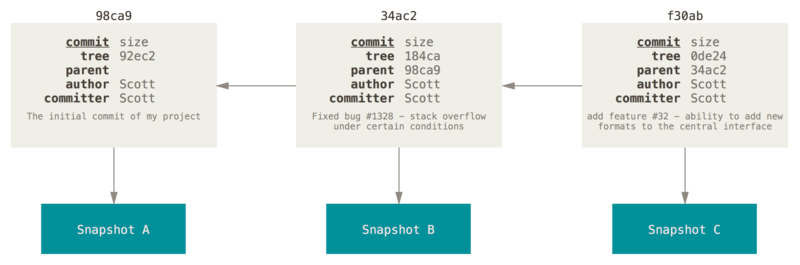 98ca9
commit size
tree 92ec2
parent
author Scott
committer Scott
The initial commit of my project
Snapshot A
34ac2
commit size
tree 184ca
parent 98ca9
author Scott
committer Scott
Fixed bug #1328 – stack overflow
under certain conditions
Snapshot B
f30ab
commit size
tree 0de24
parent 34ac2
author Scott
committer Scott
add feature #32 – ability to add new
formats to the central interface
Snapshot C